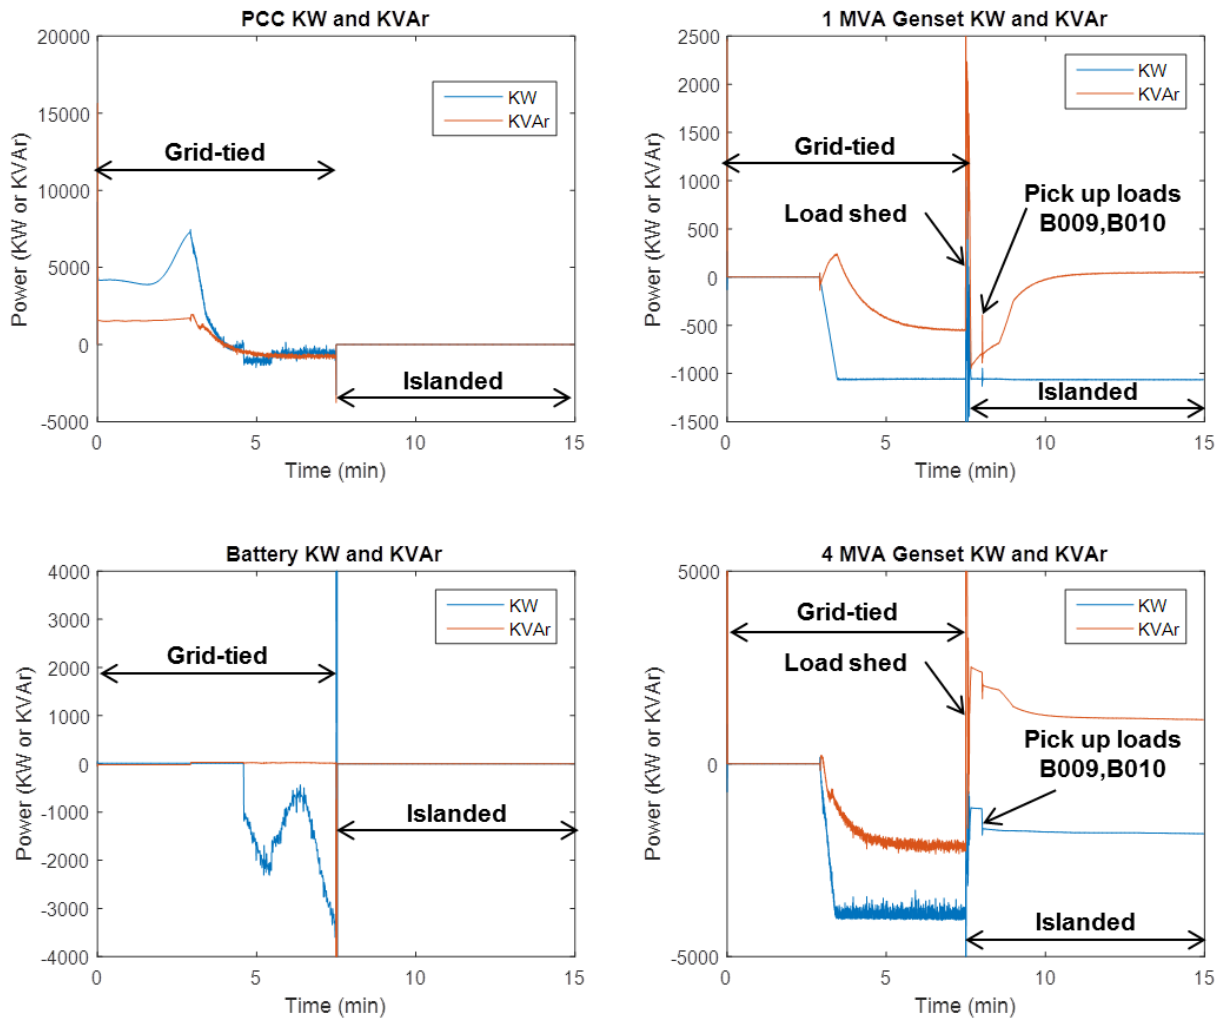 PCC KW and KVAr
20000
15000
10000
5000
0
-5000
Power (KW or KVAr)
KW
KVAr
Grid-tied
Islanded
0
5
10
15
Time (min)
1 MVA Genset KW and KVAr
2500
2000
1500
1000
500
0
-500
-1000
-1500
Power (KW or KVAr)
KW
KVAr
Grid-tied
Load shed
Pick up loads
B009,B010
Islanded
0
5
10
15
Time (min)
Battery KW and KVAr
4000
3000
2000
1000
0
-1000
-2000
-3000
-4000
Power (KW or KVAr)
KW
KVAr
Grid-tied
Islanded
0
5
10
15
Time (min)
4 MVA Genset KW and KVAr
5000
0
-5000
Power (KW or KVAr)
KW
KVAr
Grid-tied
Load shed
Pick up loads
B009,B010
Islanded
0
5
10
15
Time (min)